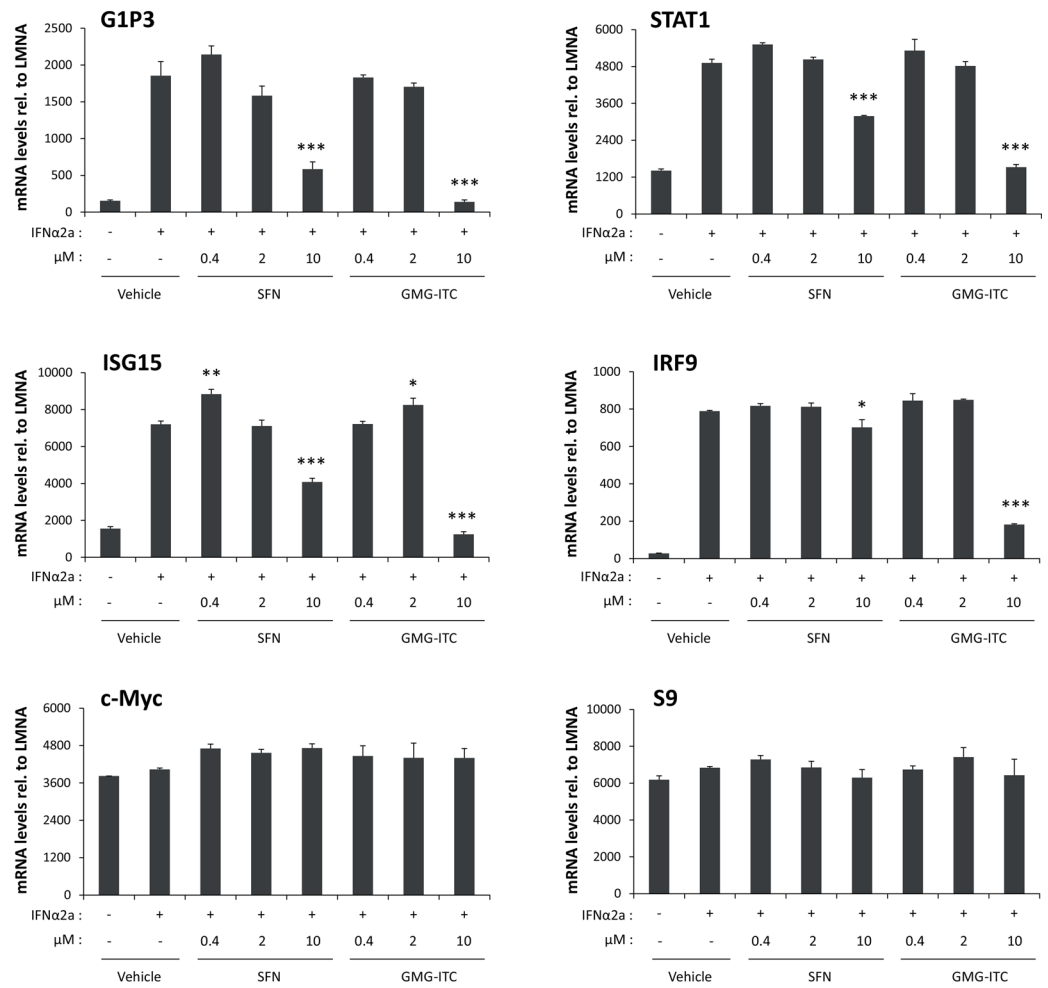 G1P3
mRNA levels rel. to LMNA
2500
2000
1500
1000
500
0
***
***
IFNα2a : - + + + + + + +
μM : - - 0.4 2 10 0.4 2 10
Vehicle SFN GMG-ITC
STAT1
mRNA levels rel. to LMNA
6000
4800
3600
2400
1200
0
***
***
IFNα2a : - + + + + + + +
μM : - - 0.4 2 10 0.4 2 10
Vehicle SFN GMG-ITC
ISG15
mRNA levels rel. to LMNA
10000
8000
6000
4000
2000
0
**
***
*
***
IFNα2a : - + + + + + + +
μM : - - 0.4 2 10 0.4 2 10
Vehicle SFN GMG-ITC
IRF9
mRNA levels rel. to LMNA
1000
800
600
400
200
0
*
***
IFNα2a : - + + + + + + +
μM : - - 0.4 2 10 0.4 2 10
Vehicle SFN GMG-ITC
c-Myc
mRNA levels rel. to LMNA
6000
4800
3600
2400
1200
0
IFNα2a : - + + + + + + +
μM : - - 0.4 2 10 0.4 2 10
Vehicle SFN GMG-ITC
S9
mRNA levels rel. to LMNA
10000
8000
6000
4000
2000
0
IFNα2a : - + + + + + + +
μM : - - 0.4 2 10 0.4 2 10
Vehicle SFN GMG-ITC